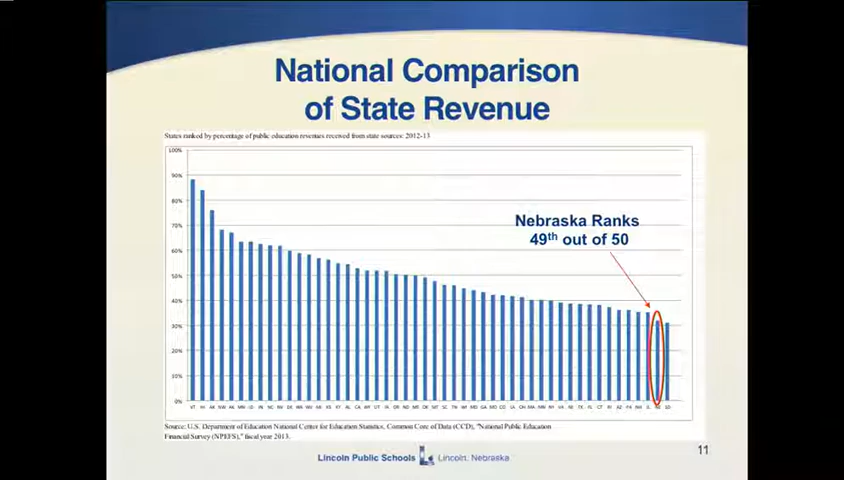 National Comparison
of State Revenue
States ranked by percentage of public education revenues received from state sources: 2012-13
100%
90%
80%
70%
60%
50%
40%
30%
20%
10%
0%
Nebraska Ranks
49th out of 50
Source: U.S. Department of Education National Center for Education Statistics, Common Core of Data (CCD), "National Public Education
Financial Survey (NPEFS)," fiscal year 2013.
Lincoln Public Schools Lincoln, Nebraska
11